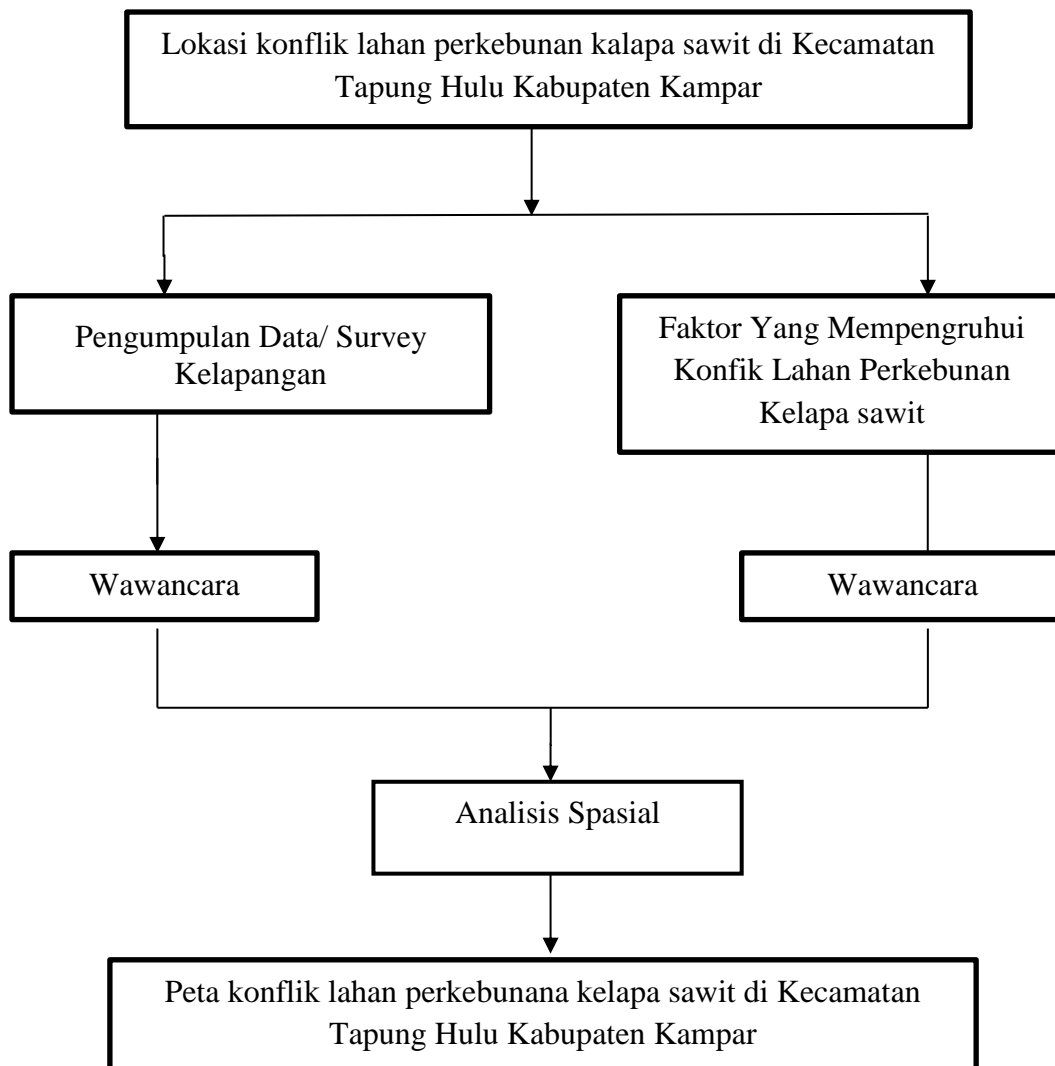 Lokasi konflik lahan perkebunan kalapa sawit di Kecamatan
Tapung Hulu Kabupaten Kampar
Pengumpulan Data/ Survey
Kelapangan
Faktor Yang Mempengruhui
Konfik Lahan Perkebunan
Kelapa sawit
Wawancara
Wawancara
Analisis Spasial
Peta konflik lahan perkebunana kelapa sawit di Kecamatan
Tapung Hulu Kabupaten Kampar